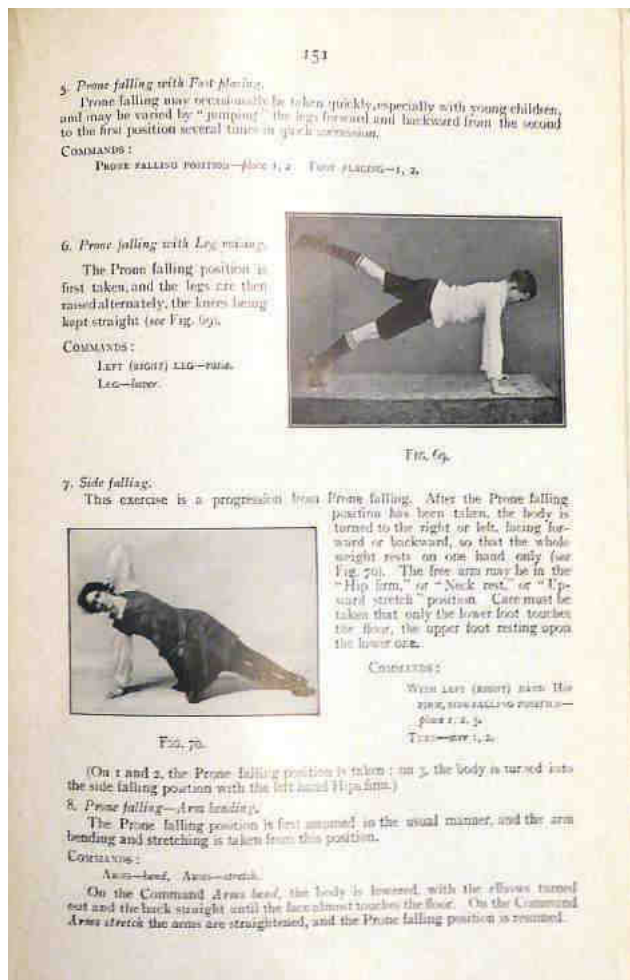 151
5. Prone falling with Foot placing.
Prone falling may occasionally be taken quickly, especially with young children,
and may be varied by "jumping" the legs forward and backward from the second
to the first position several times in quick succession.
COMMANDS:
PRONE FALLING POSITION—place 1, 2. FOOT PLACING—1, 2.
6. Prone falling with Leg raising.
The Prone falling position is
first taken, and the legs are then
raised alternately, the knees being
kept straight (see Fig. 69).
COMMANDS:
LEFT (RIGHT) LEG—raise.
LEG—lower.
FIG. 69.
7. Side falling.
This exercise is a progression from Prone falling. After the Prone falling
position has been taken, the body is
turned to the right or left, facing for-
ward or backward, so that the whole
weight rests on one hand only (see
Fig. 70). The free arm may be in the
"Hip firm," or "Neck rest," or "Up-
ward stretch" position. Care must be
taken that only the lower foot touches
the floor, the upper foot resting upon
the lower one.
COMMANDS:
WITH LEFT (RIGHT) HAND HIP
FIRM, SIDE FALLING POSITION—
place 1, 2, 3.
1, 2.
FIG. 70.
(On 1 and 2, the Prone falling position is taken; on 3, the body is turned into
the side falling position with the left hand Hips firm.)
8. Prone falling—Arm bending.
The Prone falling position is first assumed in the usual manner, and the arm
bending and stretching is taken from this position.
COMMANDS:
ARMS—bend, ARMS—stretch.
On the Command Arms bend, the body is lowered, with the elbows turned
out and the back straight until the face almost touches the floor. On the Command
Arms stretch the arms are straightened, and the Prone falling position is resumed.